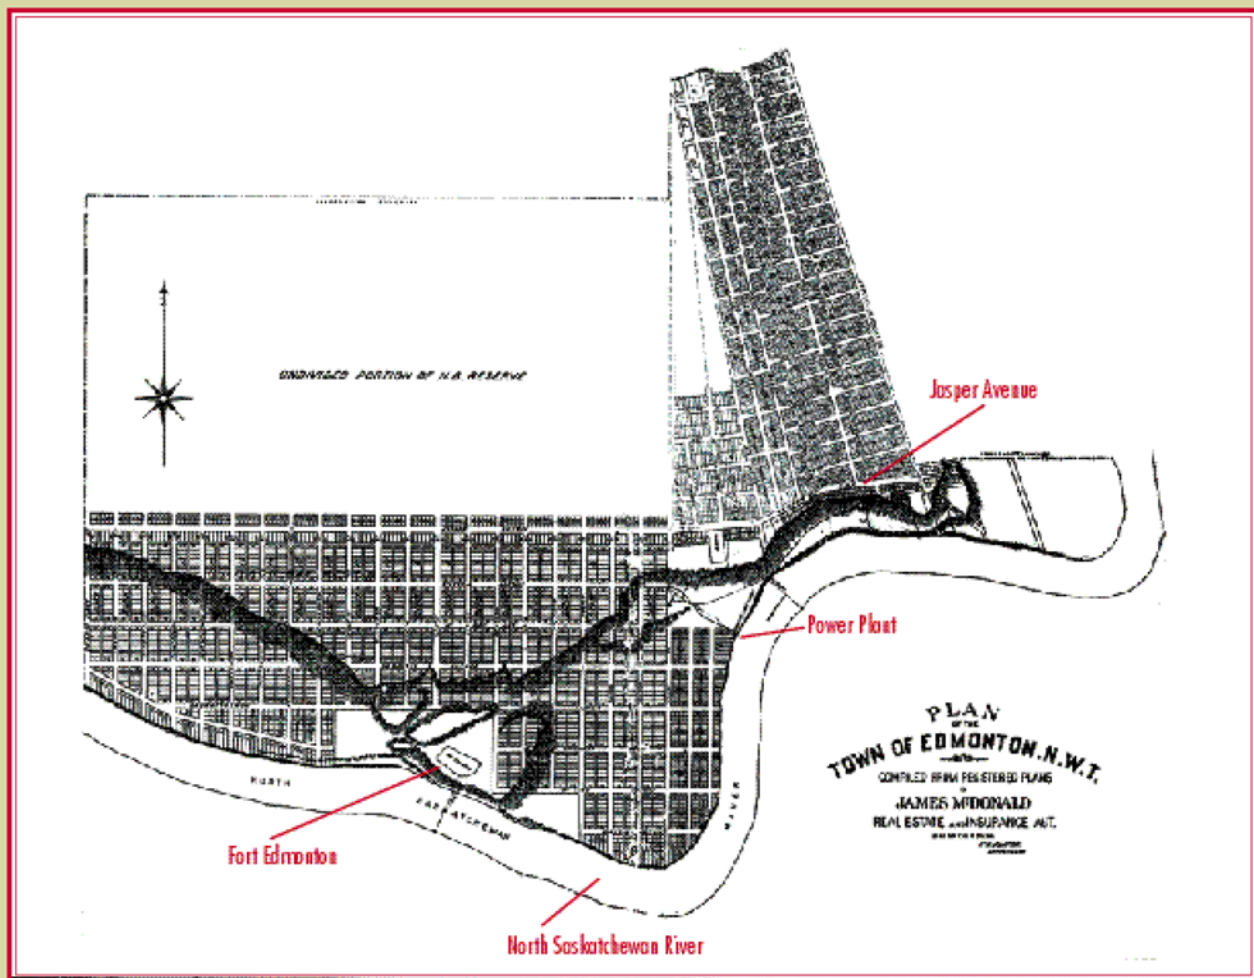 UNDIVIDED PORTION OF H.B. RESERVE
Jasper Avenue
Power Plant
PLAN
OF THE
TOWN OF EDMONTON. N.W.T.
COMPILED FROM REGISTERED PLANS
JAMES McDONALD
REAL ESTATE AND INSURANCE AGT.
NORTH
SASKATCHEWAN
RIVER
Fort Edmonton
North Saskatchewan River